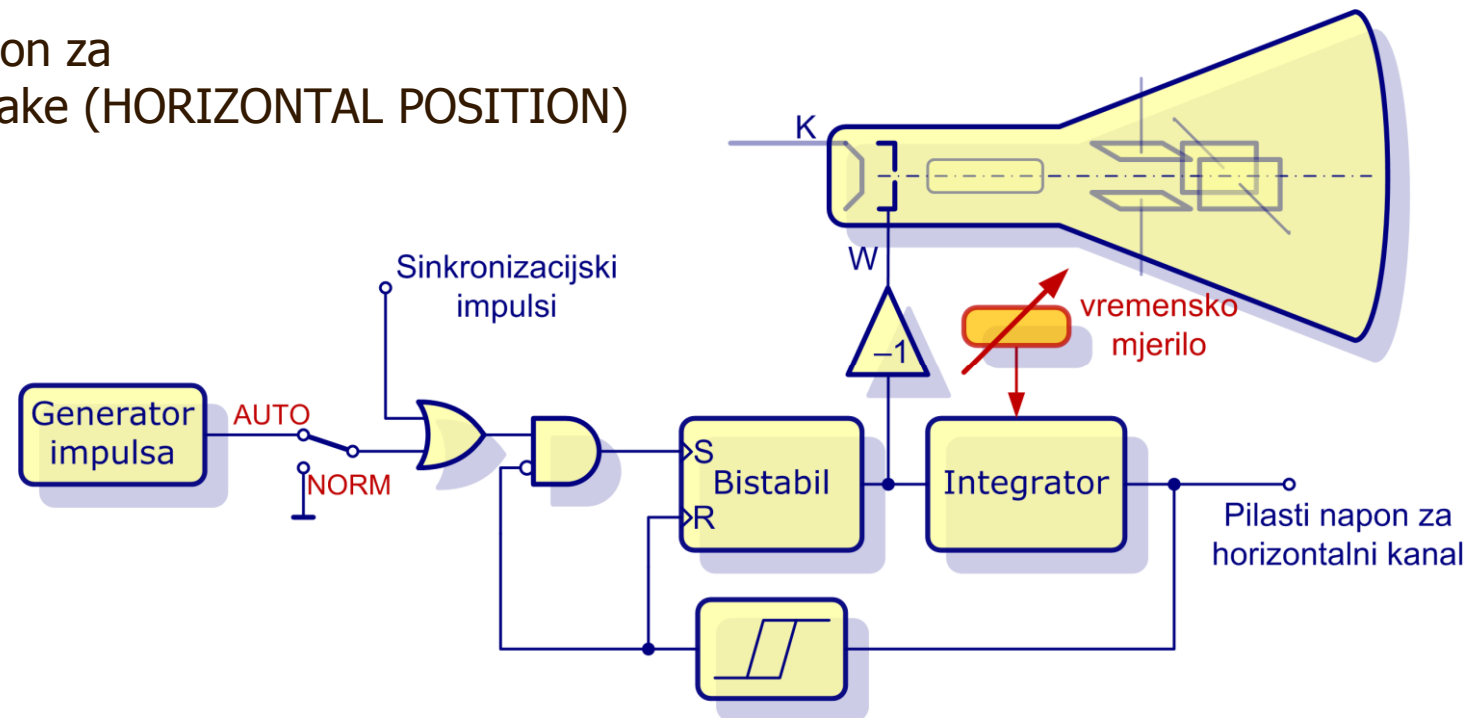 on za
ake (HORIZONTAL POSITION)
K
W
Sinkronizacijski
impulsi
–1
vremensko
mjerilo
Generator
impulsa
AUTO
NORM
S
Bistabil
R
Integrator
Pilasti napon za
horizontalni kanal